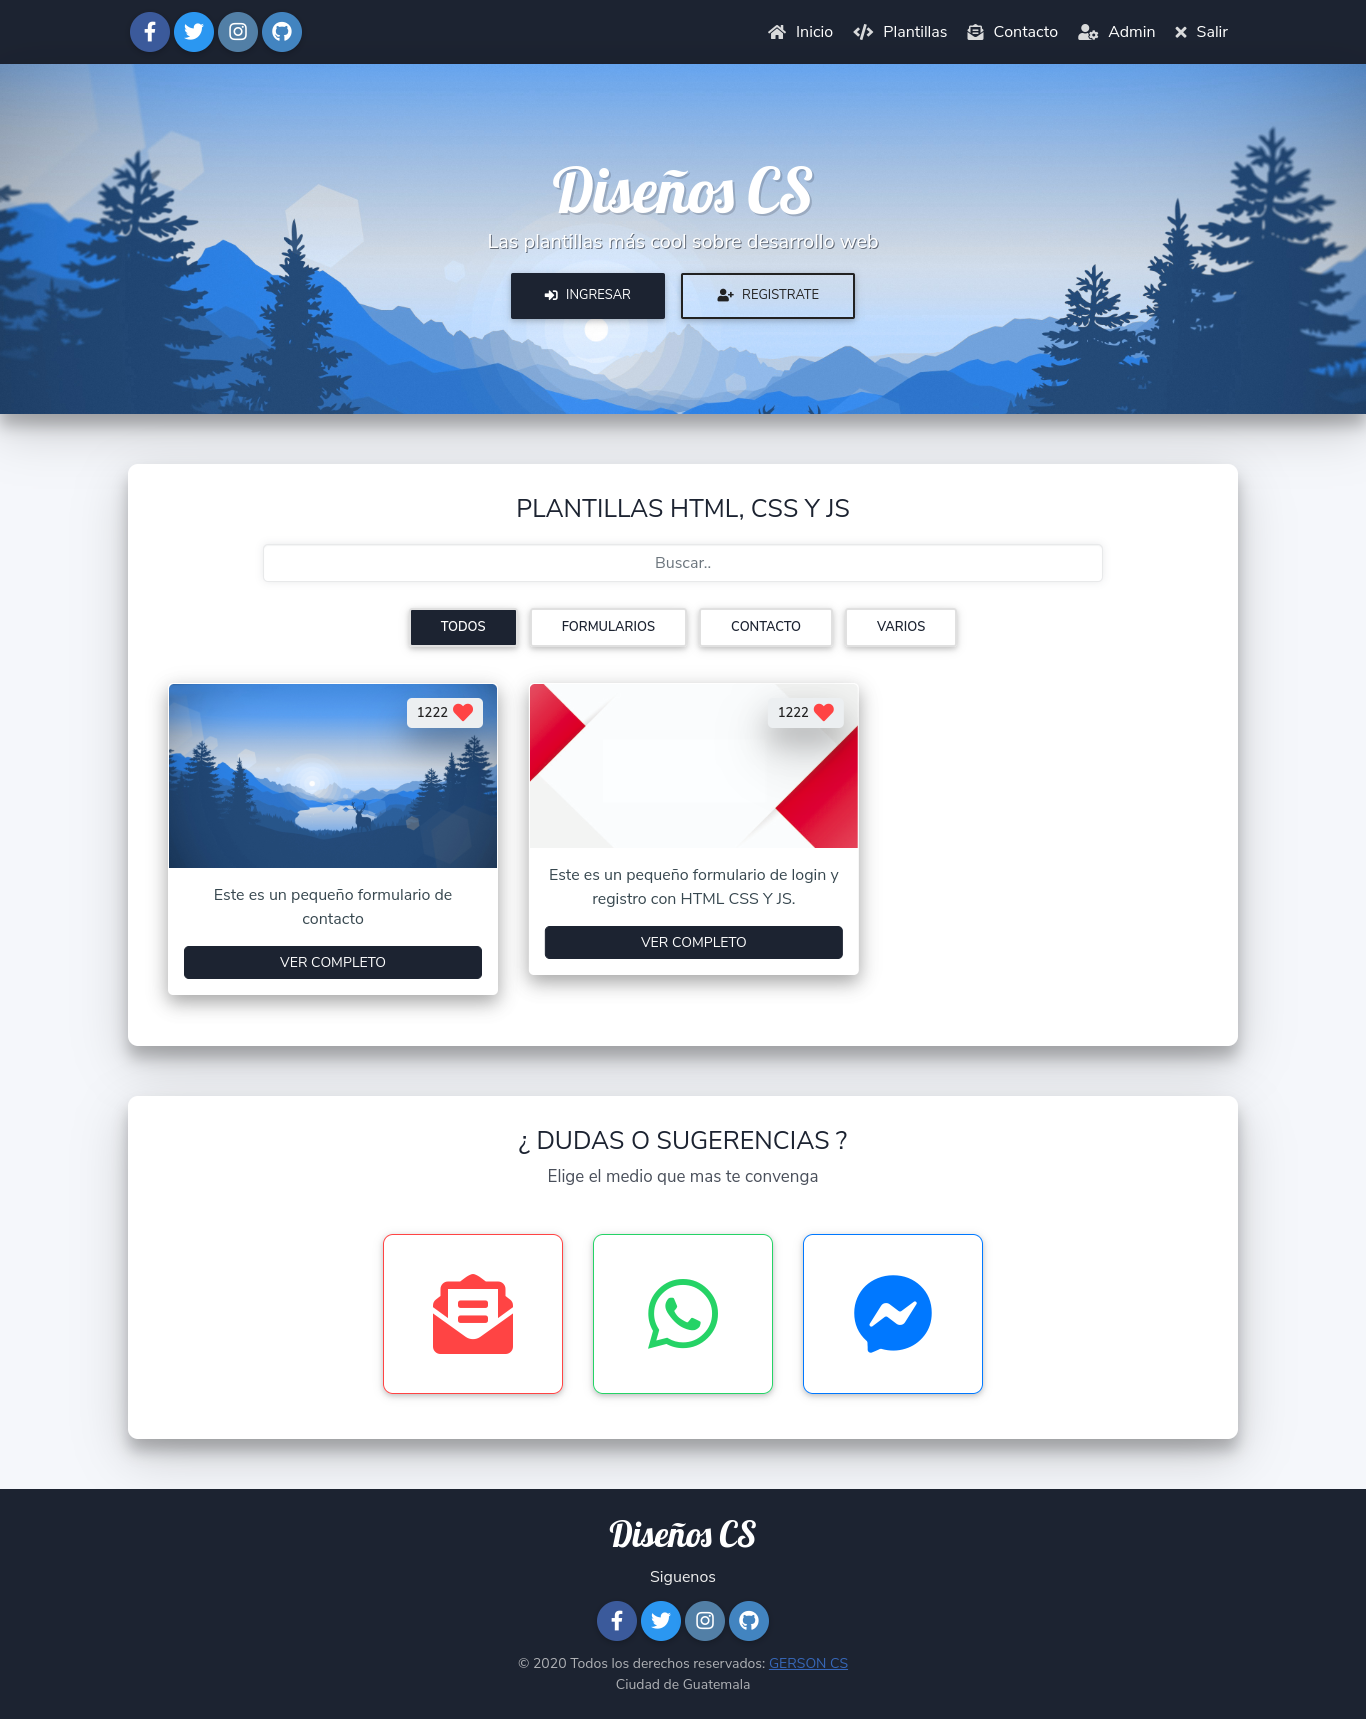 Inicio
Plantillas
Contacto
Admin
Salir
Diseños CS
Las plantillas más cool sobre desarrollo web
INGRESAR
REGISTRATE
PLANTILLAS HTML, CSS Y JS
Buscar..
TODOS
FORMULARIOS
CONTACTO
VARIOS
1222
Este es un pequeño formulario de
contacto
VER COMPLETO
1222
Este es un pequeño formulario de login y
registro con HTML CSS Y JS.
VER COMPLETO
¿ DUDAS O SUGERENCIAS ?
Elige el medio que mas te convenga
Diseños CS
Siguenos
© 2020 Todos los derechos reservados: GERSON CS
Ciudad de Guatemala